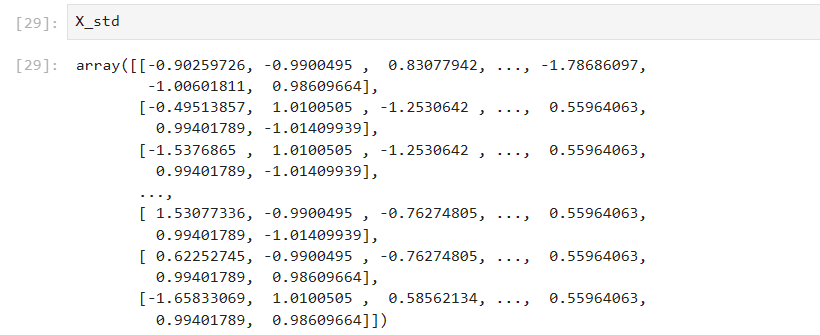 [29]: X_std
[29]: array([[-0.90259726, -0.9900495 ,  0.83077942, ..., -1.78686097,
-1.00601811,  0.98609664],
[-0.49513857,  1.0100505 , -1.2530642 , ...,  0.55964063,
0.99401789, -1.01409939],
[-1.5376865 ,  1.0100505 , -1.2530642 , ...,  0.55964063,
0.99401789, -1.01409939],
...,
[ 1.53077336, -0.9900495 , -0.76274805, ...,  0.55964063,
0.99401789, -1.01409939],
[ 0.62252745, -0.9900495 , -0.76274805, ...,  0.55964063,
0.99401789,  0.98609664],
[-1.65833069,  1.0100505 ,  0.58562134, ...,  0.55964063,
0.99401789,  0.98609664]])